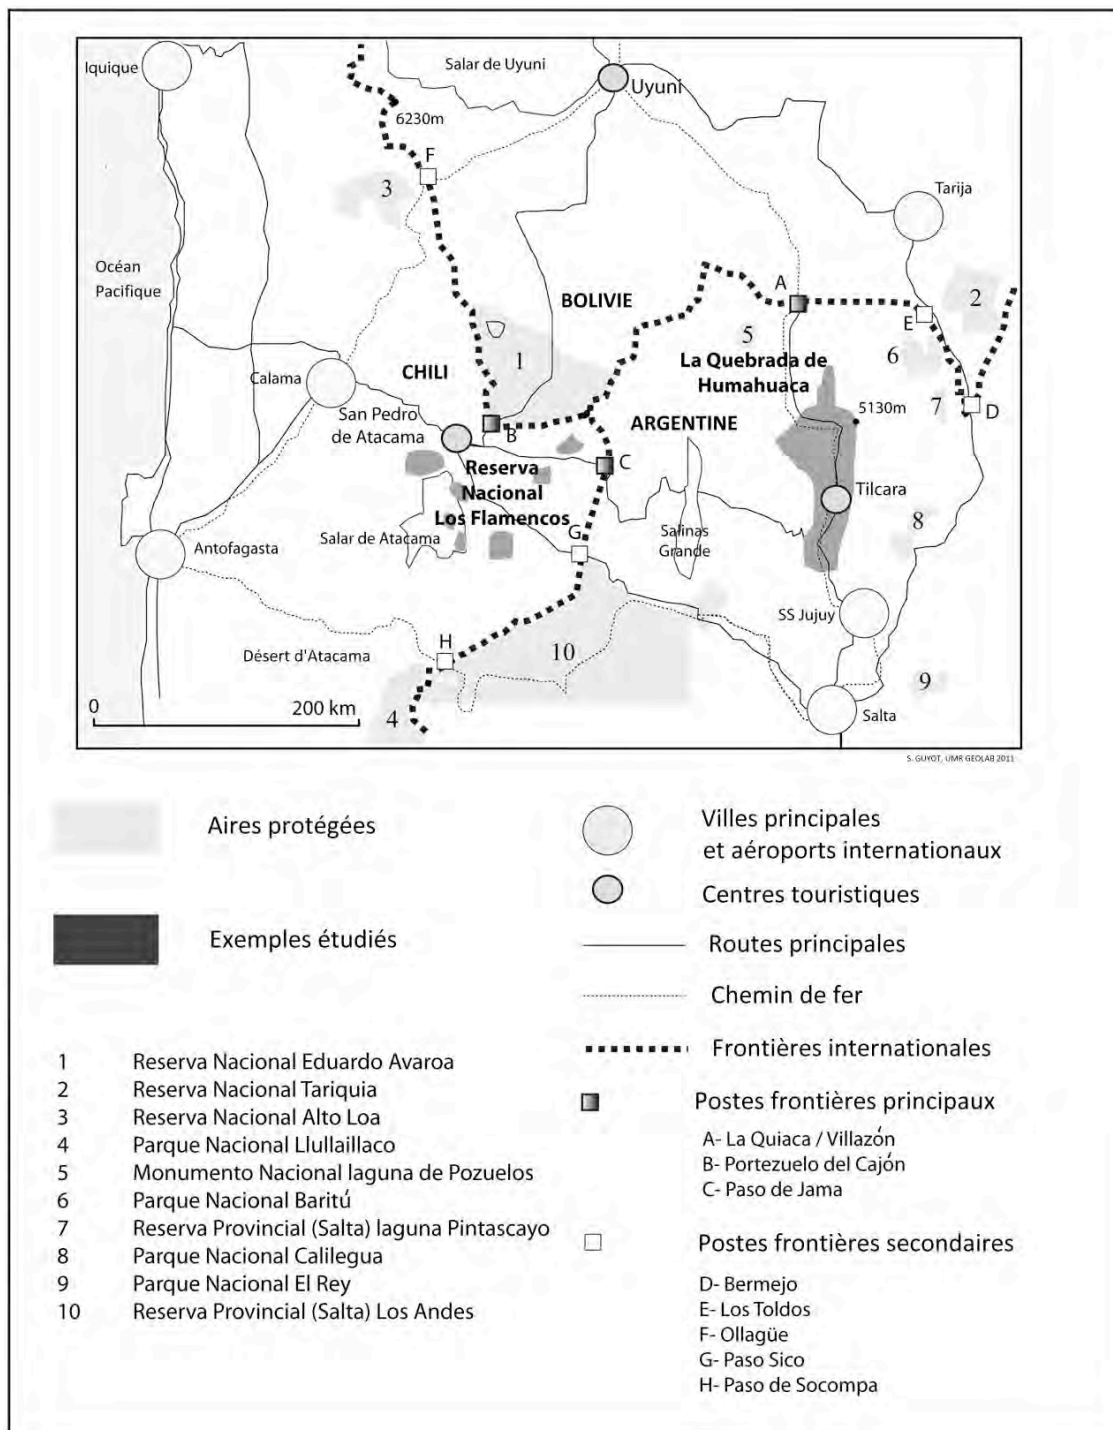 Iquique
Salar de Uyuni
Uyuni
6230m
F
3
Tarija
Océan
Pacifique
A
2
BOLIVIE
E
5
La Quebrada de
Humahuaca
6
1
CHILI
Calama
San Pedro
de Atacama
5130m
7
D
B
ARGENTINE
C
Reserva
Nacional
Los Flamencos
Tilcara
8
G
Salar de Atacama
Salinas
Grande
Antofagasta
SS Jujuy
H
Désert d'Atacama
10
9
0
200 km
4
Salta
S. GUYOT, UMR GEOLAB 2011
Aires protégées
Exemples étudiés
1 Reserva Nacional Eduardo Avaroa
2 Reserva Nacional Tariquia
3 Reserva Nacional Alto Loa
4 Parque Nacional Llullaillaco
5 Monumento Nacional laguna de Pozuelos
6 Parque Nacional Baritú
7 Reserva Provincial (Salta) laguna Pintascayo
8 Parque Nacional Calilegua
9 Parque Nacional El Rey
10 Reserva Provincial (Salta) Los Andes
Villes principales
et aéroports internationaux
Centres touristiques
Routes principales
Chemin de fer
Frontières internationales
Postes frontières principaux
A- La Quiaca / Villazón
B- Portezuelo del Cajón
C- Paso de Jama
Postes frontières secondaires
D- Bermejo
E- Los Toldos
F- Ollagüe
G- Paso Sico
H- Paso de Socompa